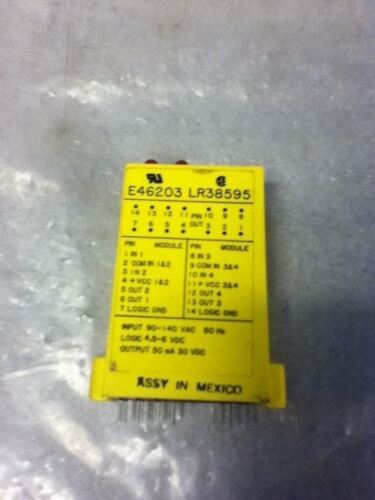 E46203 LR38595
14 13 12 11 PIN 10 9 8
7 6 5 4 OUT 3 2 1
PIN MODULE
1 IN 1
2 COM IN 1&2
3 IN 2
4 + VCC 1&2
5 OUT 2
6 OUT 1
7 LOGIC GND
PIN MODULE
8 IN 3
9 COM IN 3&4
10 IN 4
11 + VCC 3&4
12 OUT 4
13 OUT 3
14 LOGIC GND
INPUT 90-140 VAC 60 Hz
LOGIC 4.5-6 VDC
OUTPUT 50 mA 30 VDC
ASSY IN MEXICO